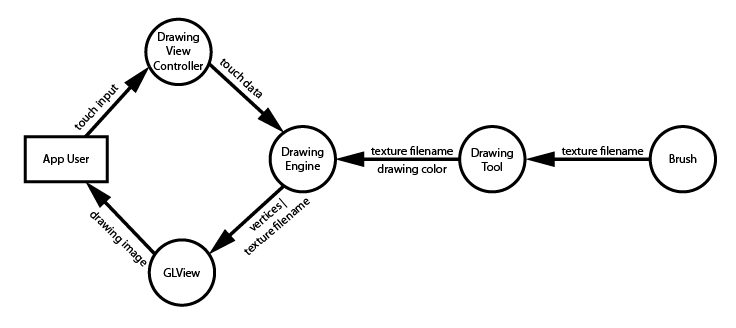 Drawing
View
Controller
touch input
touch data
App User
Drawing
Engine
texture filename
drawing color
Drawing
Tool
texture filename
Brush
drawing image
vertices |
texture filename
GLView